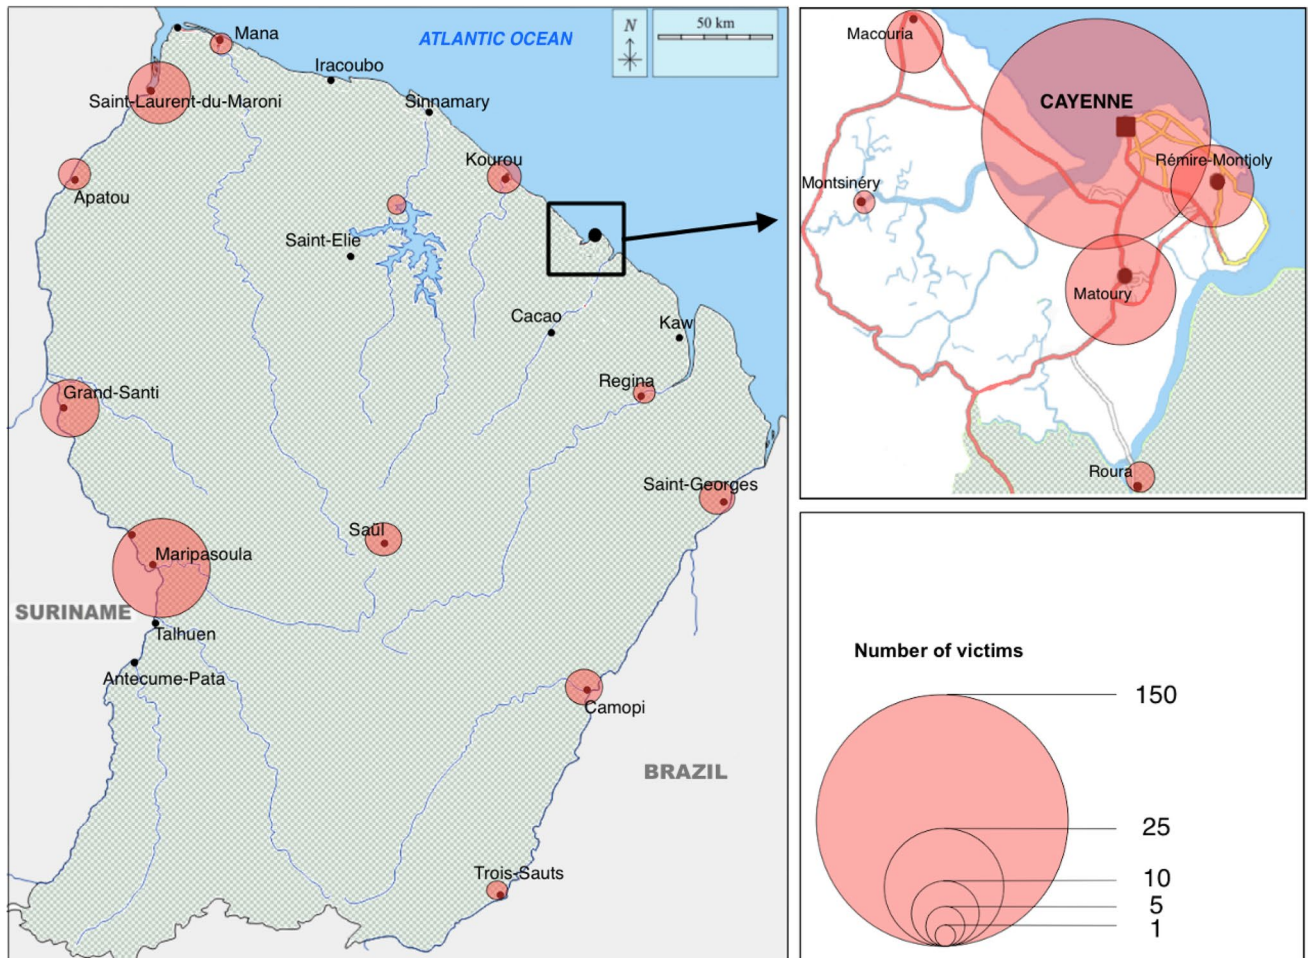 Mana
ATLANTIC OCEAN
N
50 km
Iracoubo
Saint-Laurent-du-Maroni
Sinnamary
Kourou
Apatou
Saint-Elie
Cacao
Kaw
Regina
Grand-Santi
Saint-Georges
Saül
Maripasoula
SURINAME
Talhuen
Antecume-Pata
Camopi
BRAZIL
Trois-Sauts
Macouria
CAYENNE
Rémire-Montjoly
Montsinéry
Matoury
Roura
Number of victims
150
25
10
5
1